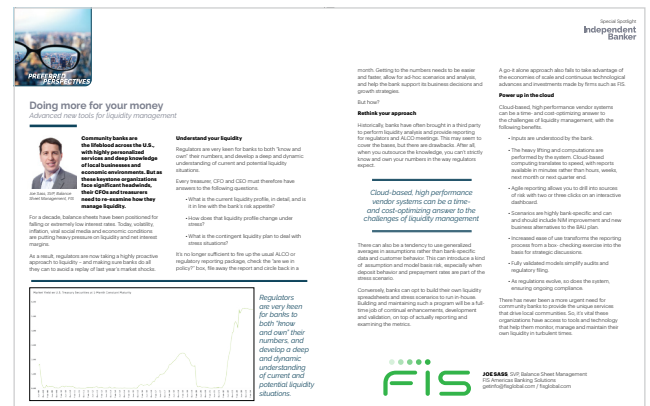 Special Spotlight
Independent
Banker
PREFERRED
PERSPECTIVES
Doing more for your money
Advanced new tools for liquidity management
Joe Sass, SVP, Balance
Sheet Management, FIS
Community banks are
the lifeblood across the U.S.,
with highly personalized
services and deep knowledge
of local businesses and
economic environments. But as
these keystone organizations
face significant headwinds,
their CFOs and treasurers
need to re-examine how they
manage liquidity.
For a decade, balance sheets have been positioned for
falling or extremely low interest rates. Today, volatility,
inflation, viral social media and economic conditions
are putting heavy pressure on liquidity and net interest
margins.
As a result, regulators are now taking a highly proactive
approach to liquidity – and making sure banks do all
they can to avoid a replay of last year's market shocks.
Understand your liquidity
Regulators are very keen for banks to both "know and
own" their numbers, and develop a deep and dynamic
understanding of current and potential liquidity
situations.
Every treasurer, CFO and CEO must therefore have
answers to the following questions:
• What is the current liquidity profile, in detail, and is
it in line with the bank's risk appetite?
• How does that liquidity profile change under
stress?
• What is the contingent liquidity plan to deal with
stress situations?
It's no longer sufficient to fire up the usual ALCO or
regulatory reporting package, check the "are we in
policy?" box, file away the report and circle back in a
Regulators
are very keen
for banks to
both "know
and own" their
numbers, and
develop a deep
and dynamic
understanding
of current and
potential liquidity
situations.
month. Getting to the numbers needs to be easier
and faster, allow for ad-hoc scenarios and analysis,
and help the bank support its business decisions and
growth strategies.
But how?
Rethink your approach
Historically, banks have often brought in a third party
to perform liquidity analysis and provide reporting
for regulators and ALCO meetings. This may seem to
cover the bases, but there are drawbacks. After all,
when you outsource the knowledge, you can't strictly
know and own your numbers in the way regulators
expect.
Cloud-based, high performance
vendor systems can be a time-
and cost-optimizing answer to the
challenges of liquidity management
There can also be a tendency to use generalized
averages in assumptions rather than bank-specific
data and customer behavior. This can introduce a kind
of assumption and model basis risk, especially when
deposit behavior and prepayment rates are part of the
stress scenario.
Conversely, banks can opt to build their own liquidity
spreadsheets and stress scenarios to run in-house.
Building and maintaining such a program will be a full-
time job of continual enhancements, development
and validation, on top of actually reporting and
examining the metrics.
A go-it alone approach also fails to take advantage of
the economies of scale and continuous technological
advances and investments made by firms such as FIS.
Power up in the cloud
Cloud-based, high performance vendor systems
can be a time- and cost-optimizing answer to
the challenges of liquidity management, with the
following benefits.
• Inputs are understood by the bank.
• The heavy lifting and computations are
performed by the system. Cloud-based
computing translates to speed, with reports
available in minutes rather than hours, weeks,
next month or next quarter end.
• Agile reporting allows you to drill into sources
of risk with two or three clicks in an interactive
dashboard.
• Scenarios are highly bank-specific and can
and should include NIM improvement and new
business alternatives to the BAU plan
• Increased ease of use transforms the reporting
process from a box- checking exercise into the
basis for strategic discussions.
• Fully validated models simplify audits and
regulatory filing.
• As regulations evolve, so does the system,
ensuring ongoing compliance.
There has never been a more urgent need for
community banks to provide the unique services
that drive local communities. So, it's vital these
organizations have access to tools and technology
that help them monitor, manage and maintain their
own liquidity in turbulent times.
FIS
JOE SASS, SVP, Balance Sheet Management
FIS Americas Banking Solutions
getinfo@fisglobal.com / fisglobal.com